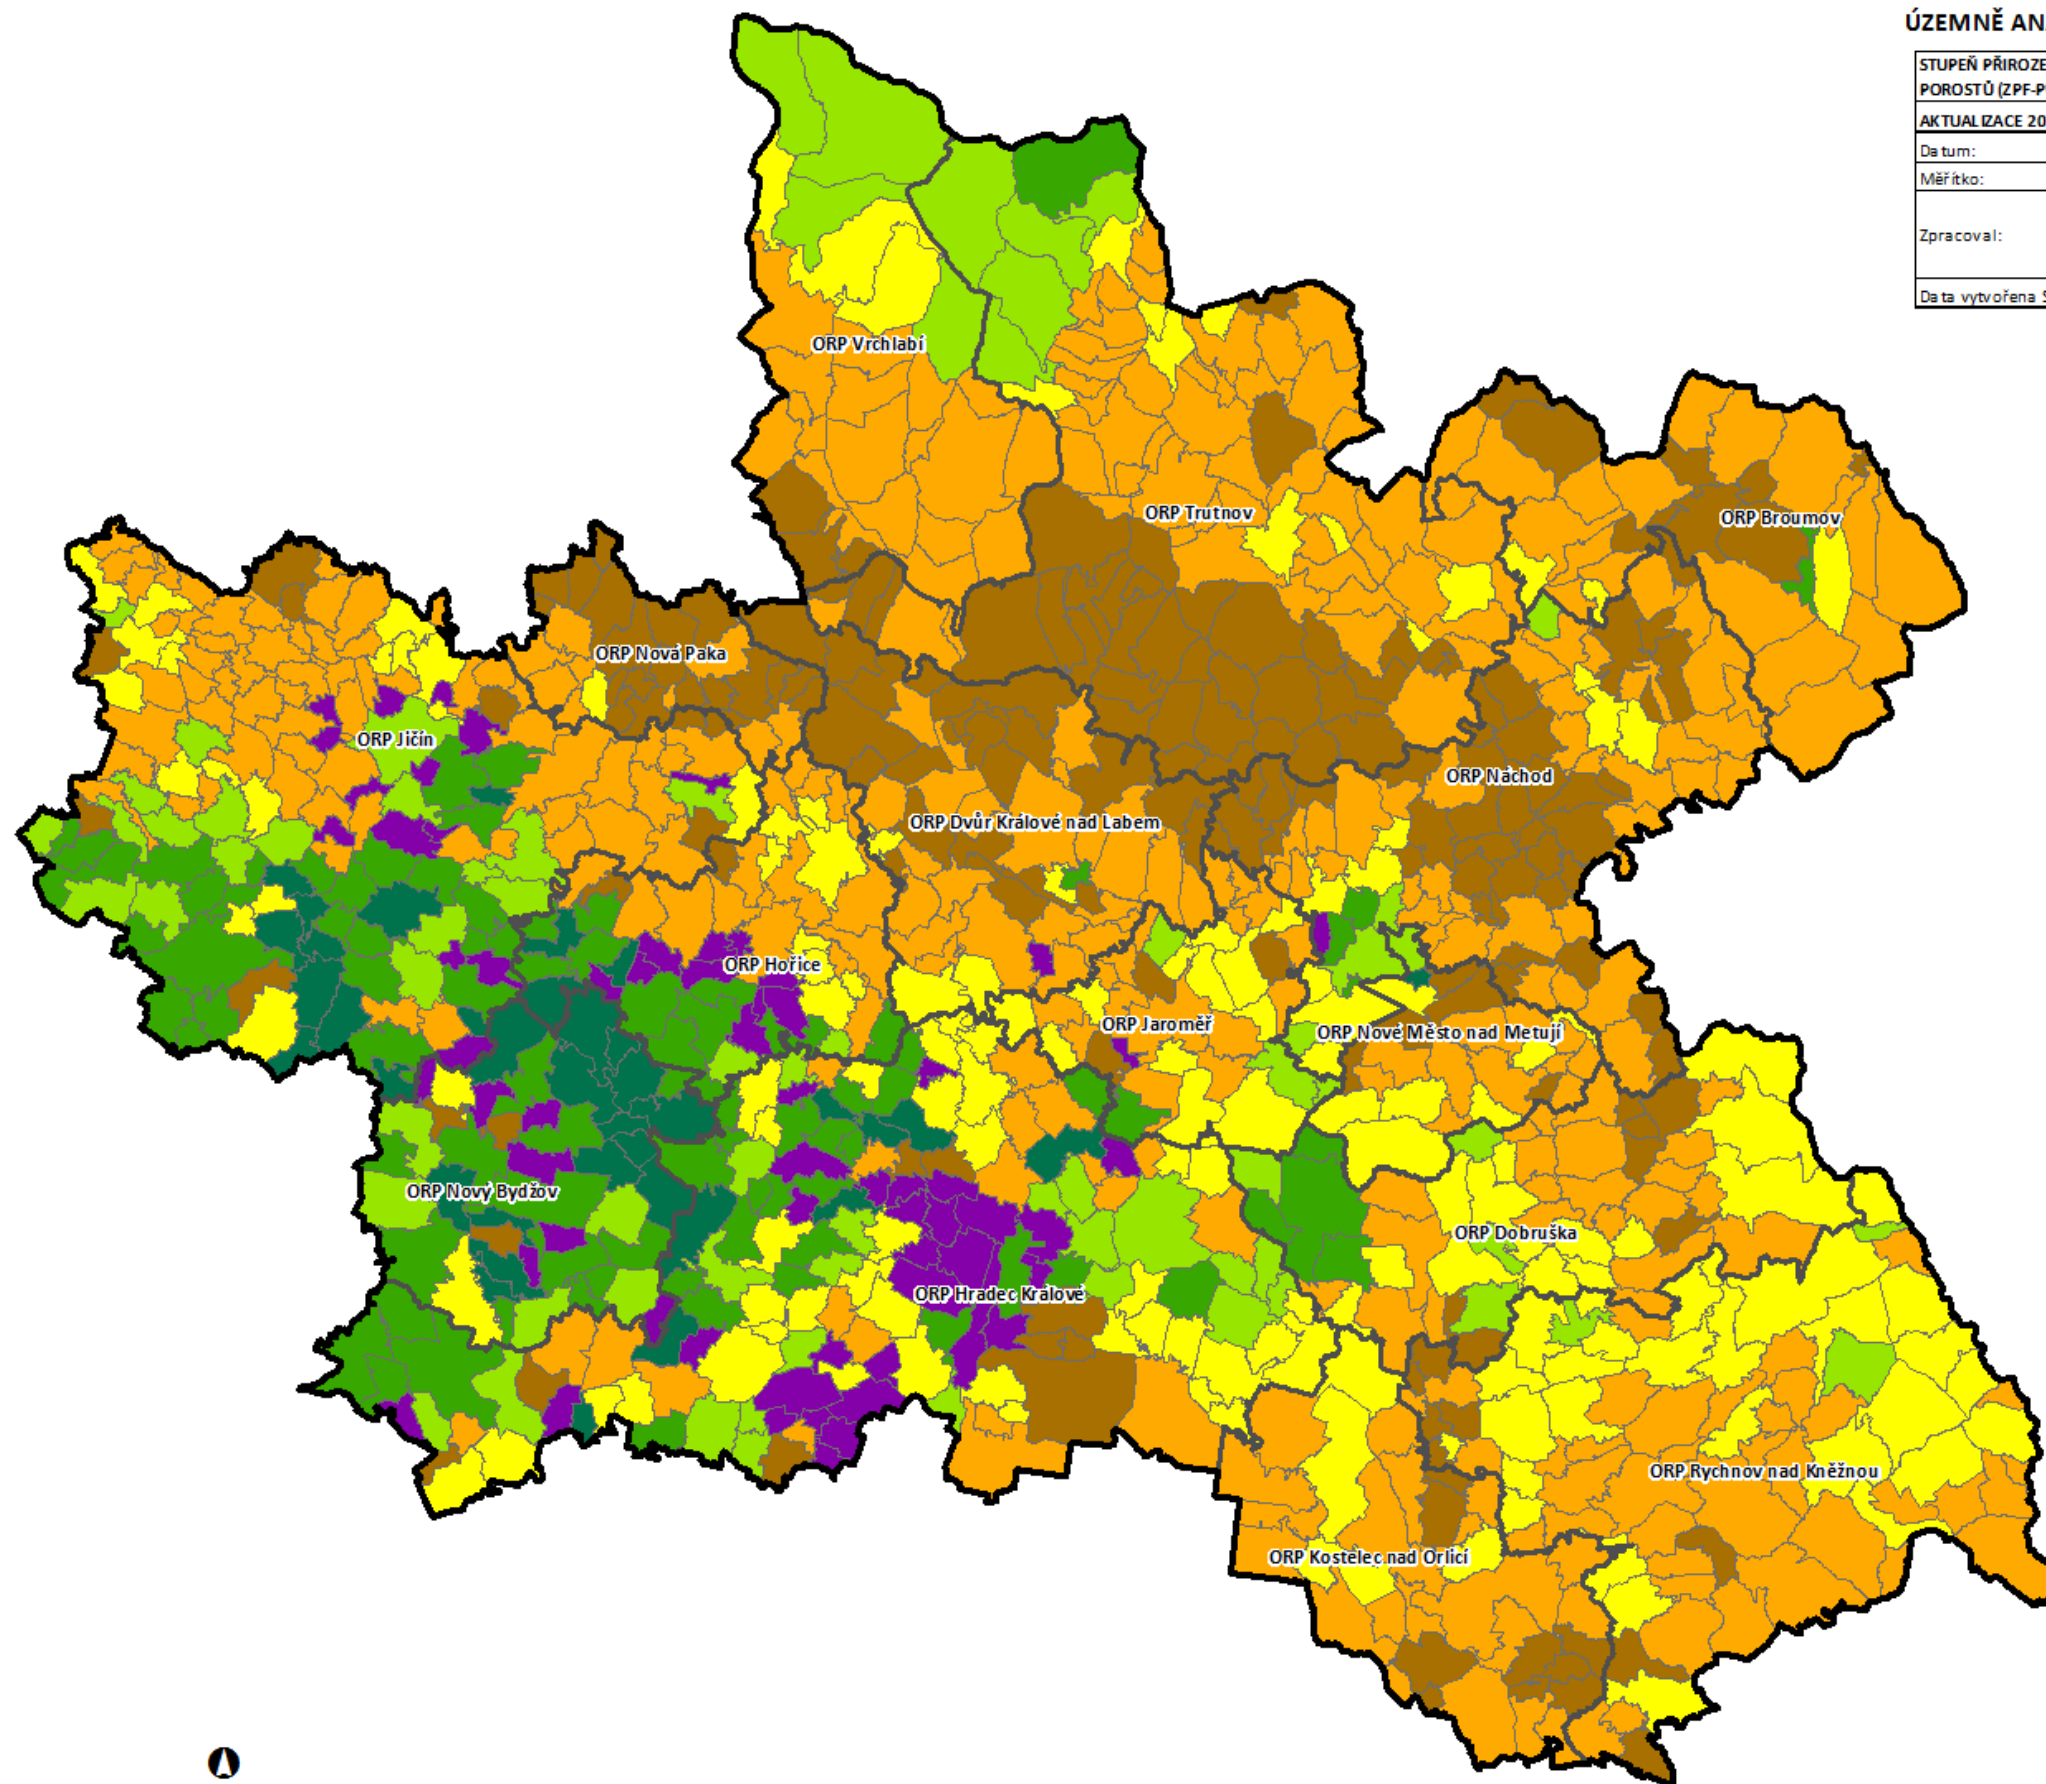 ÚZEMNĚ AN
STUPEŇ PŘIROZE
POROSTŮ (ZPF-P
AKTUALIZACE 20
Datum:
Měřítko:
Zpracoval:
Data vytvořena S
ORP Vrchlabí
ORP Trutnov
ORP Broumov
ORP Nová Paka
ORP Jičín
ORP Náchod
ORP Dvůr Králové nad Labem
ORP Hořice
ORP Jaroměř
ORP Nové Město nad Metují
ORP Nový Bydžov
ORP Dobruška
ORP Hradec Králové
ORP Rychnov nad Kněžnou
ORP Kostelec nad Orlicí